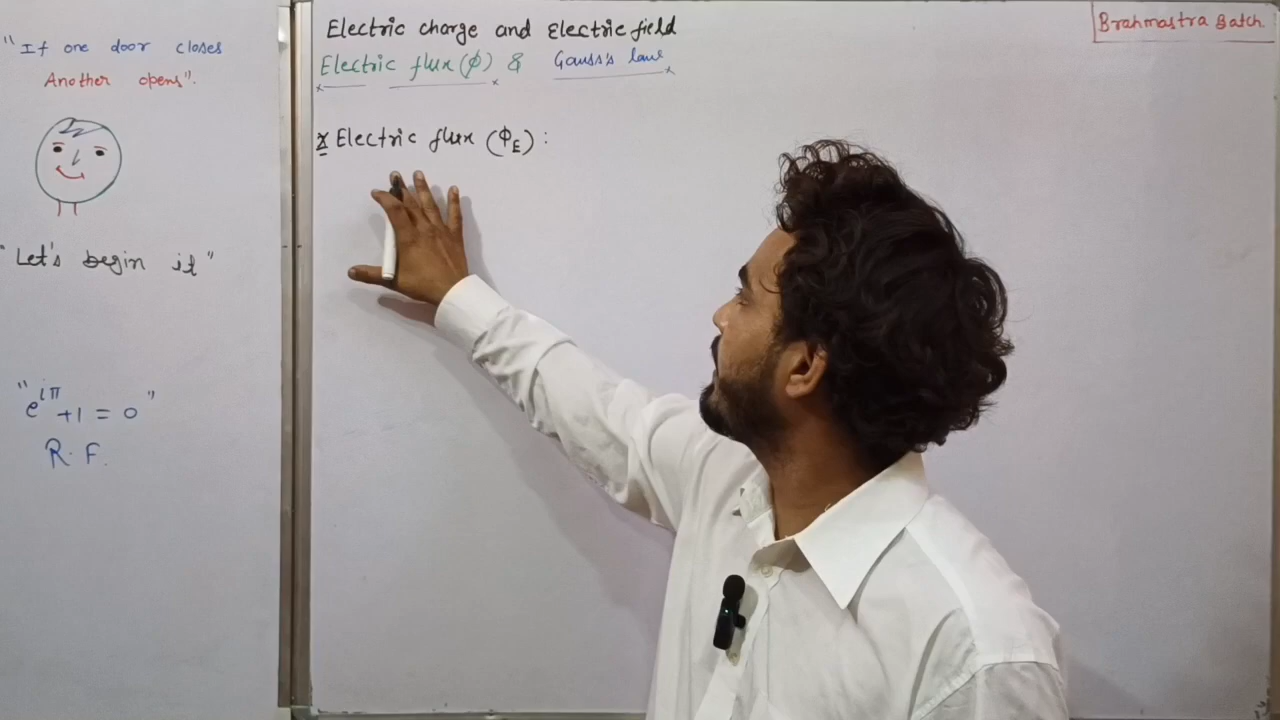 "If one door closes
Another opens".
"Let's begin it"
"e^iπ +1 = 0"
R. F.
Electric charge and Electric field
Electric flux (φ) & Gauss's law
Electric flux (Φ_E) :
Brahmastra Batch.